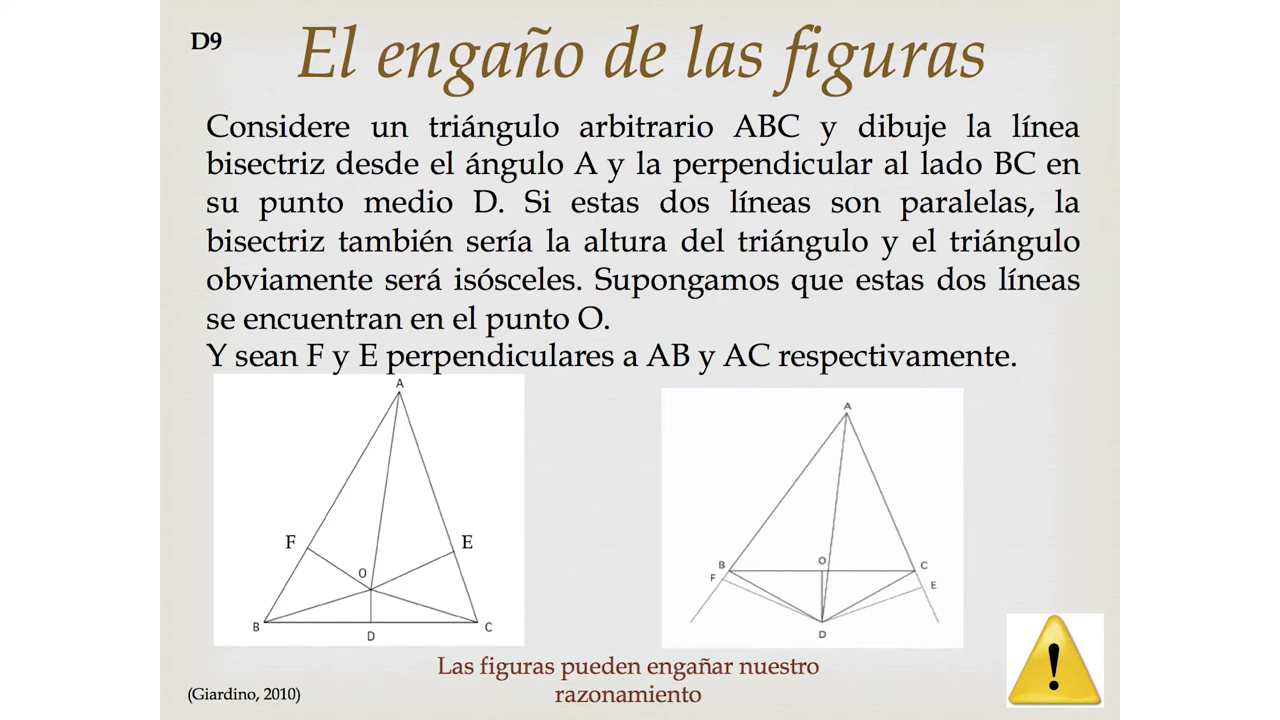 D9
El engaño de las figuras
Considere un triángulo arbitrario ABC y dibuje la línea
bisectriz desde el ángulo A y la perpendicular al lado BC en
su punto medio D. Si estas dos líneas son paralelas, la
bisectriz también sería la altura del triángulo y el triángulo
obviamente será isósceles. Supongamos que estas dos líneas
se encuentran en el punto O.
Y sean F y E perpendiculares a AB y AC respectivamente.
A
F
E
O
B
D
C
A
B
O
C
F
E
D
!
Las figuras pueden engañar nuestro
razonamiento
(Giardino, 2010)